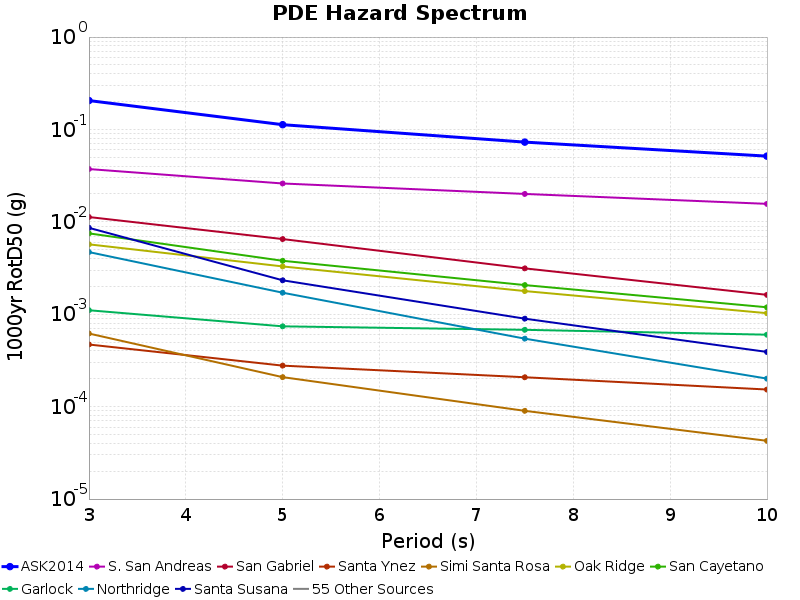 PDE Hazard Spectrum
1000yr RotD50 (g)
10^0
10^-1
10^-2
10^-3
10^-4
10^-5
3 4 5 6 7 8 9 10
Period (s)
ASK2014 S. San Andreas San Gabriel Santa Ynez Simi Santa Rosa Oak Ridge San Cayetano
Garlock Northridge Santa Susana 55 Other Sources